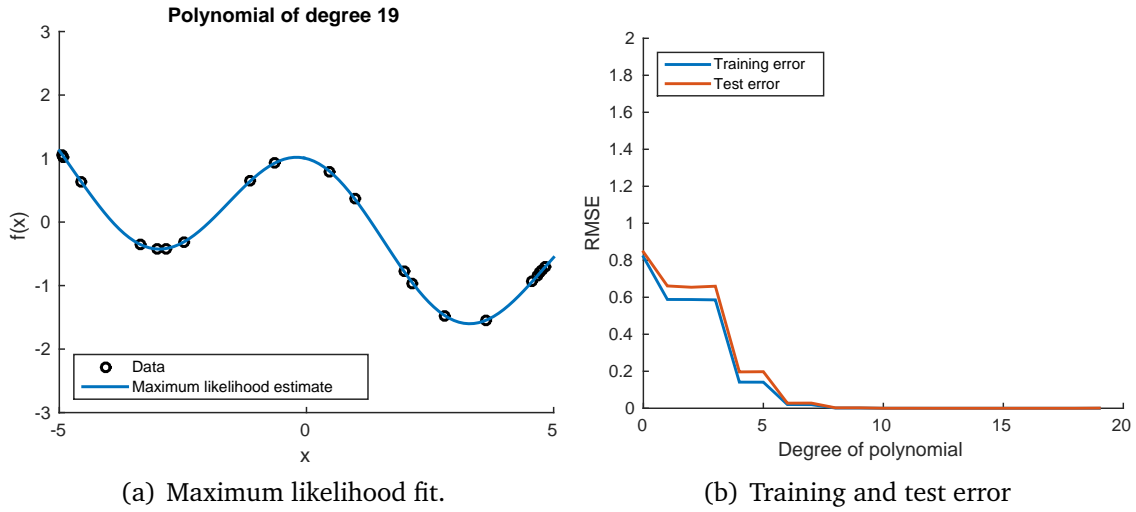 Polynomial of degree 19
3
2
1
0
-1
-2
-3
f(x)
-5
0
5
x
Data
Maximum likelihood estimate
(a) Maximum likelihood fit.
2
1.8
1.6
1.4
1.2
1
0.8
0.6
0.4
0.2
0
RMSE
0
5
10
15
20
Degree of polynomial
Training error
Test error
(b) Training and test error